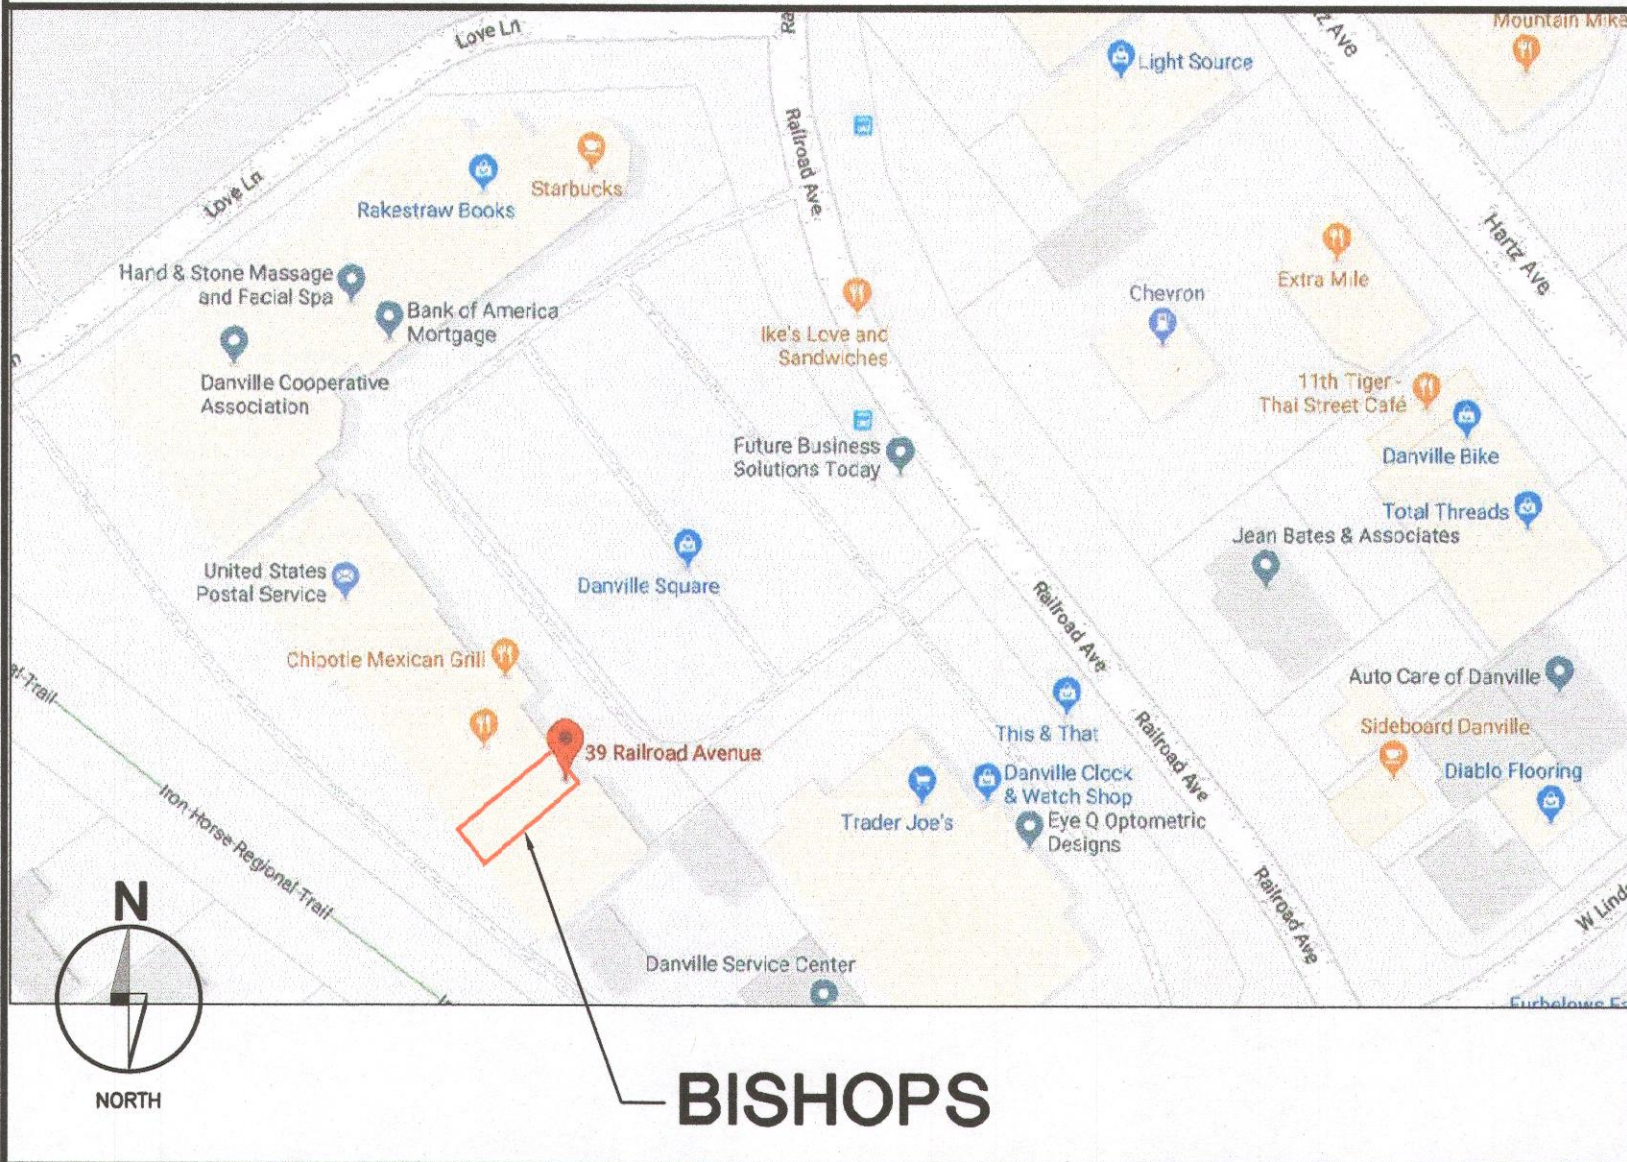 Love Ln
Hartz Ave
Mountain Mike
Light Source
Railroad Ave
Starbucks
Rakestraw Books
Love Ln
Hartz Ave
Hand & Stone Massage
and Facial Spa
Bank of America
Mortgage
Extra Mile
Chevron
Ike's Love and
Sandwiches
Danville Cooperative
Association
11th Tiger -
Thai Street Café
Future Business
Solutions Today
Danville Bike
Total Threads
Jean Bates & Associates
United States
Postal Service
Danville Square
Railroad Ave
Chipotle Mexican Grill
al Trail
Auto Care of Danville
Railroad Ave
This & That
Sideboard Danville
39 Railroad Avenue
Danville Clock
& Watch Shop
Diablo Flooring
Trader Joe's
Eye Q Optometric
Designs
Iron Horse Regional Trail
Railroad Ave
W Lind
N
Danville Service Center
NORTH
BISHOPS